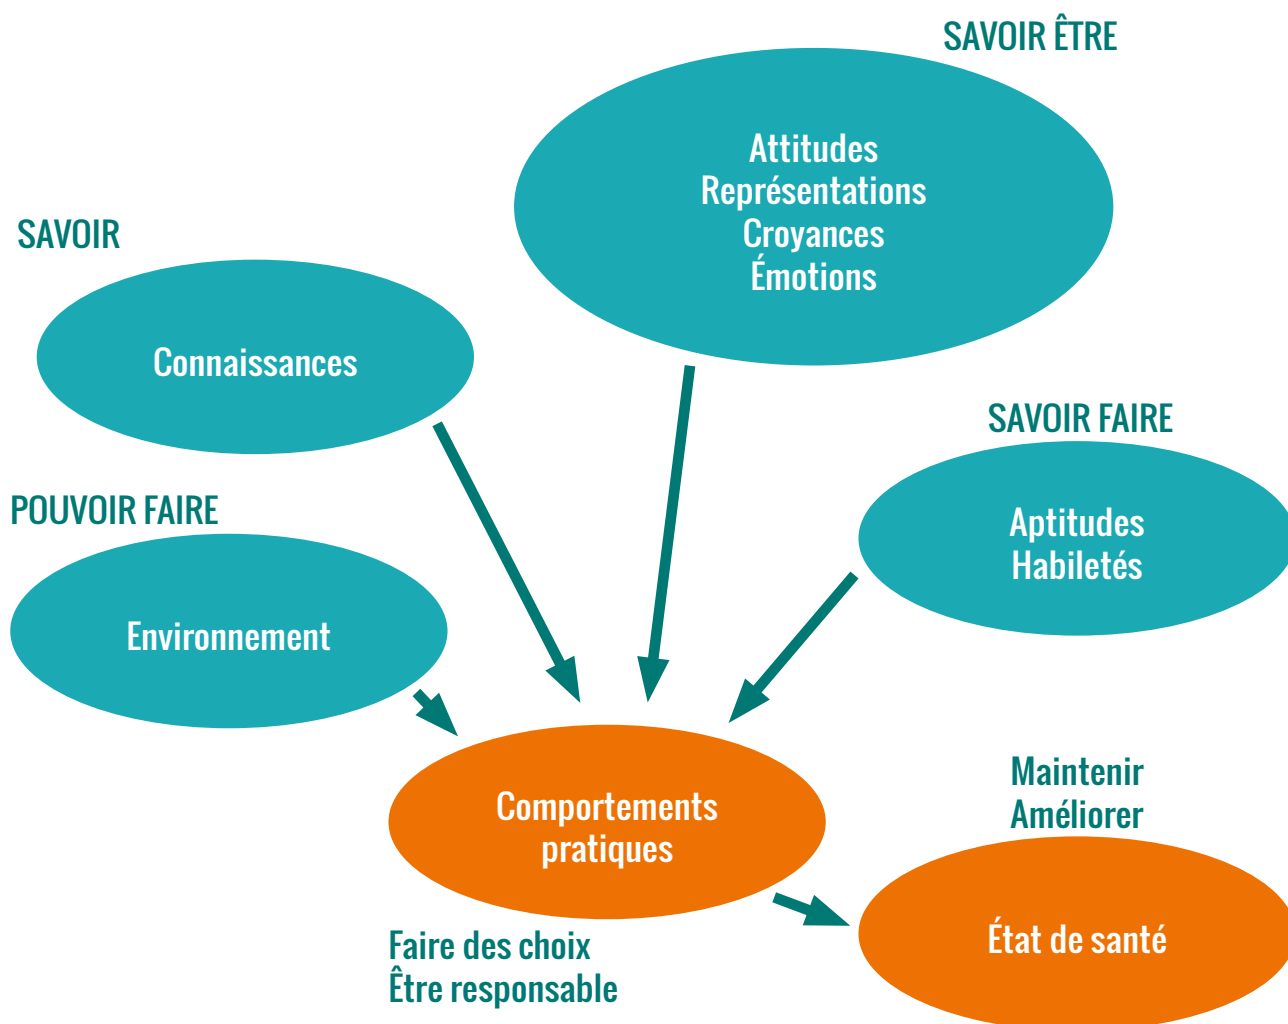 SAVOIR ÊTRE
Attitudes
Représentations
Croyances
Émotions
SAVOIR
Connaissances
SAVOIR FAIRE
Aptitudes
Habiletés
POUVOIR FAIRE
Environnement
Comportements
pratiques
Faire des choix
Être responsable
Maintenir
Améliorer
État de santé